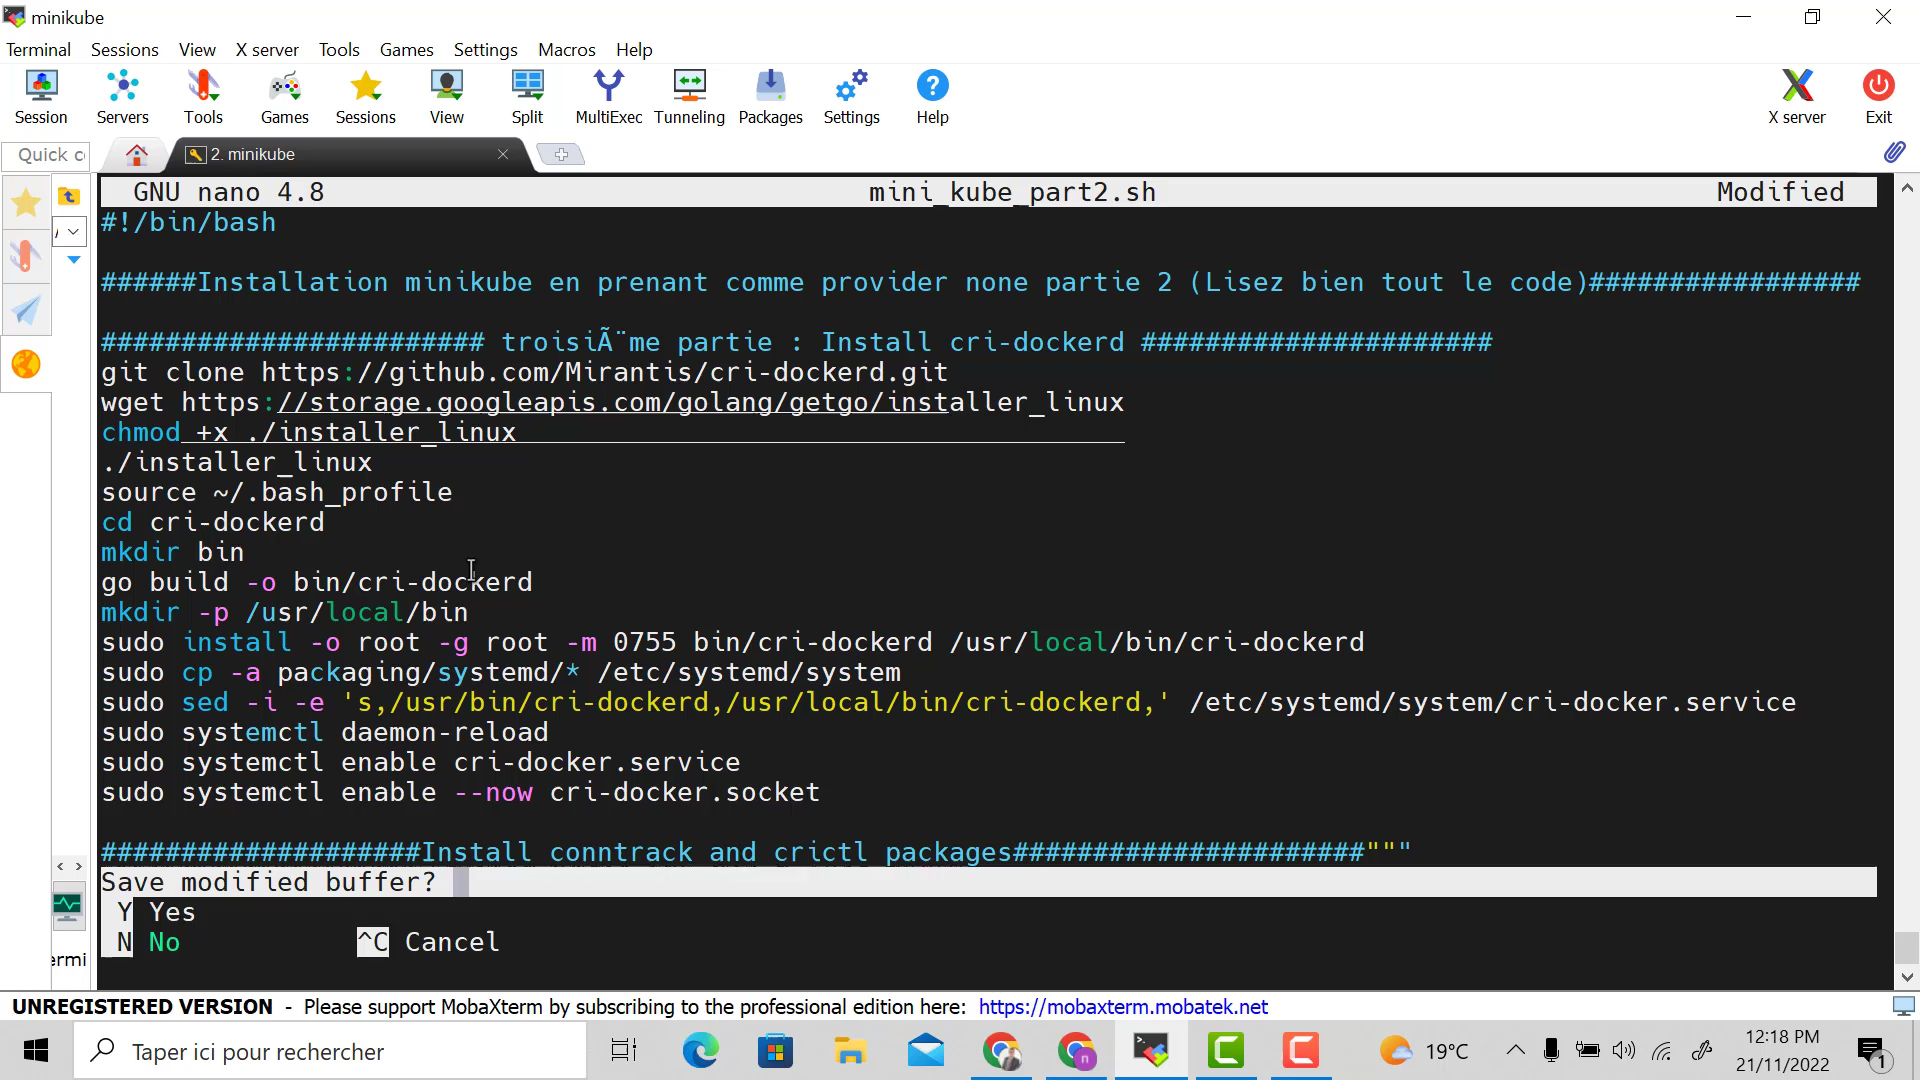 minikube
Terminal Sessions View X server Tools Games Settings Macros Help
Session Servers Tools Games Sessions View Split MultiExec Tunneling Packages Settings Help X server Exit
Quick c
2. minikube
GNU nano 4.8 mini_kube_part2.sh Modified
#!/bin/bash
######Installation minikube en prenant comme provider none partie 2 (Lisez bien tout le code)#################
######################## troisiÃ¨me partie : Install cri-dockerd ######################
git clone https://github.com/Mirantis/cri-dockerd.git
wget https://storage.googleapis.com/golang/getgo/installer_linux
chmod +x ./installer_linux
./installer_linux
source ~/.bash_profile
cd cri-dockerd
mkdir bin
go build -o bin/cri-dockerd
mkdir -p /usr/local/bin
sudo install -o root -g root -m 0755 bin/cri-dockerd /usr/local/bin/cri-dockerd
sudo cp -a packaging/systemd/* /etc/systemd/system
sudo sed -i -e 's,/usr/bin/cri-dockerd,/usr/local/bin/cri-dockerd,' /etc/systemd/system/cri-docker.service
sudo systemctl daemon-reload
sudo systemctl enable cri-docker.service
sudo systemctl enable --now cri-docker.socket
####################Install conntrack and crictl packages######################"""
Save modified buffer?
Y Yes
N No ^C Cancel
ermi
UNREGISTERED VERSION - Please support MobaXterm by subscribing to the professional edition here: https://mobaxterm.mobatek.net
Taper ici pour rechercher
19°C
12:18 PM
21/11/2022
1